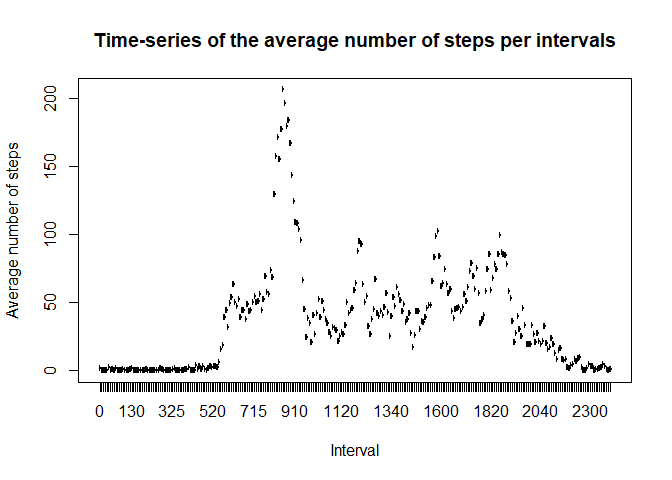 Time-series of the average number of steps per intervals
Average number of steps
200
150
100
50
0
0 130 325 520 715 910 1120 1340 1600 1820 2040 2300
Interval